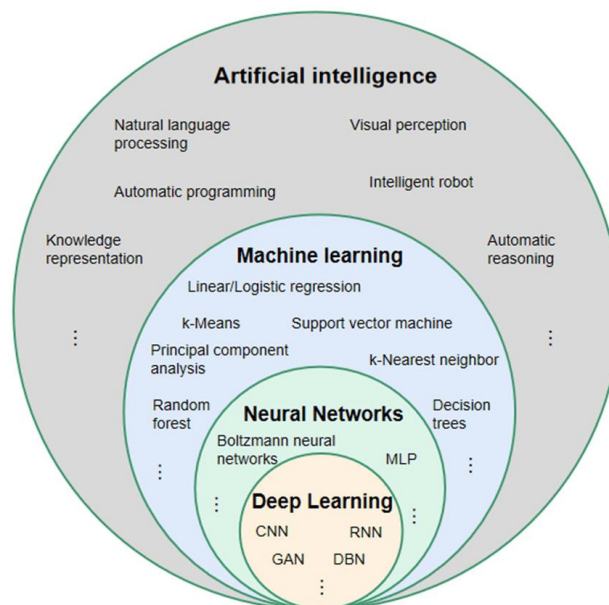 Artificial intelligence
Natural language
processing
Visual perception
Automatic programming
Intelligent robot
Knowledge
representation
Automatic
reasoning
Machine learning
Linear/Logistic regression
k-Means
Support vector machine
Principal component
analysis
k-Nearest neighbor
Random
forest
Decision
trees
Neural Networks
Boltzmann neural
networks
MLP
Deep Learning
CNN
RNN
GAN
DBN